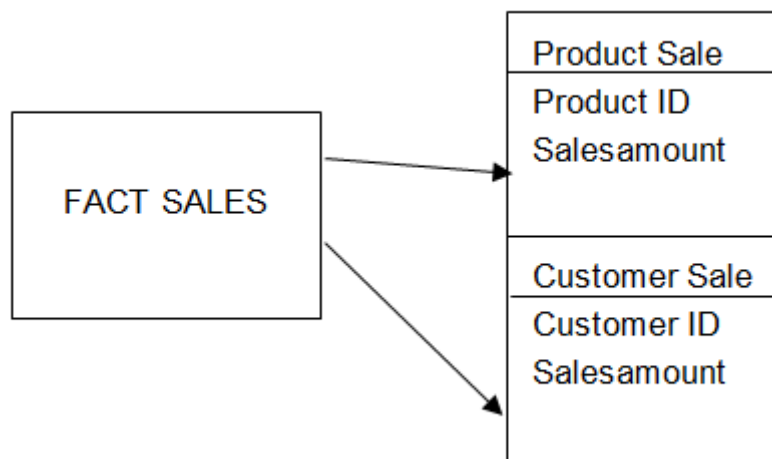 FACT SALES
Product Sale
Product ID
Salesamount
Customer Sale
Customer ID
Salesamount